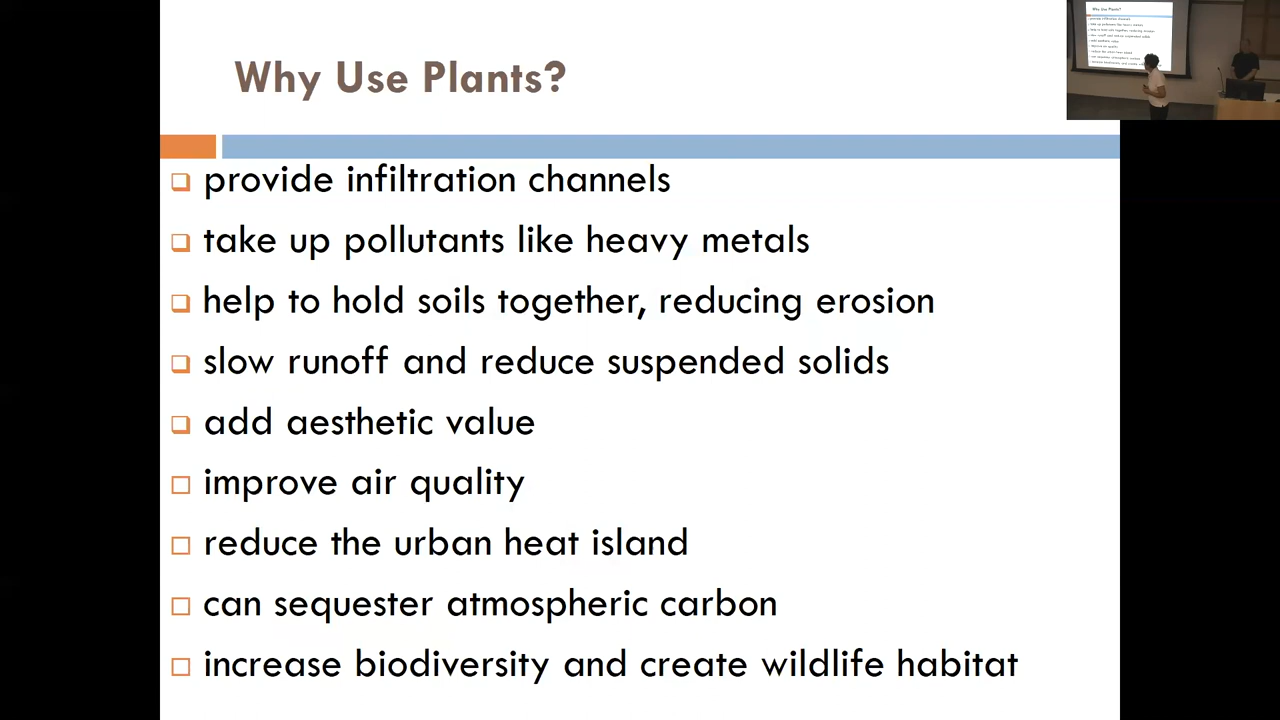 Why Use Plants?
provide infiltration channels
take up pollutants like heavy metals
help to hold soils together, reducing erosion
slow runoff and reduce suspended solids
add aesthetic value
improve air quality
reduce the urban heat island
can sequester atmospheric carbon
increase biodiversity and create wildlife habitat